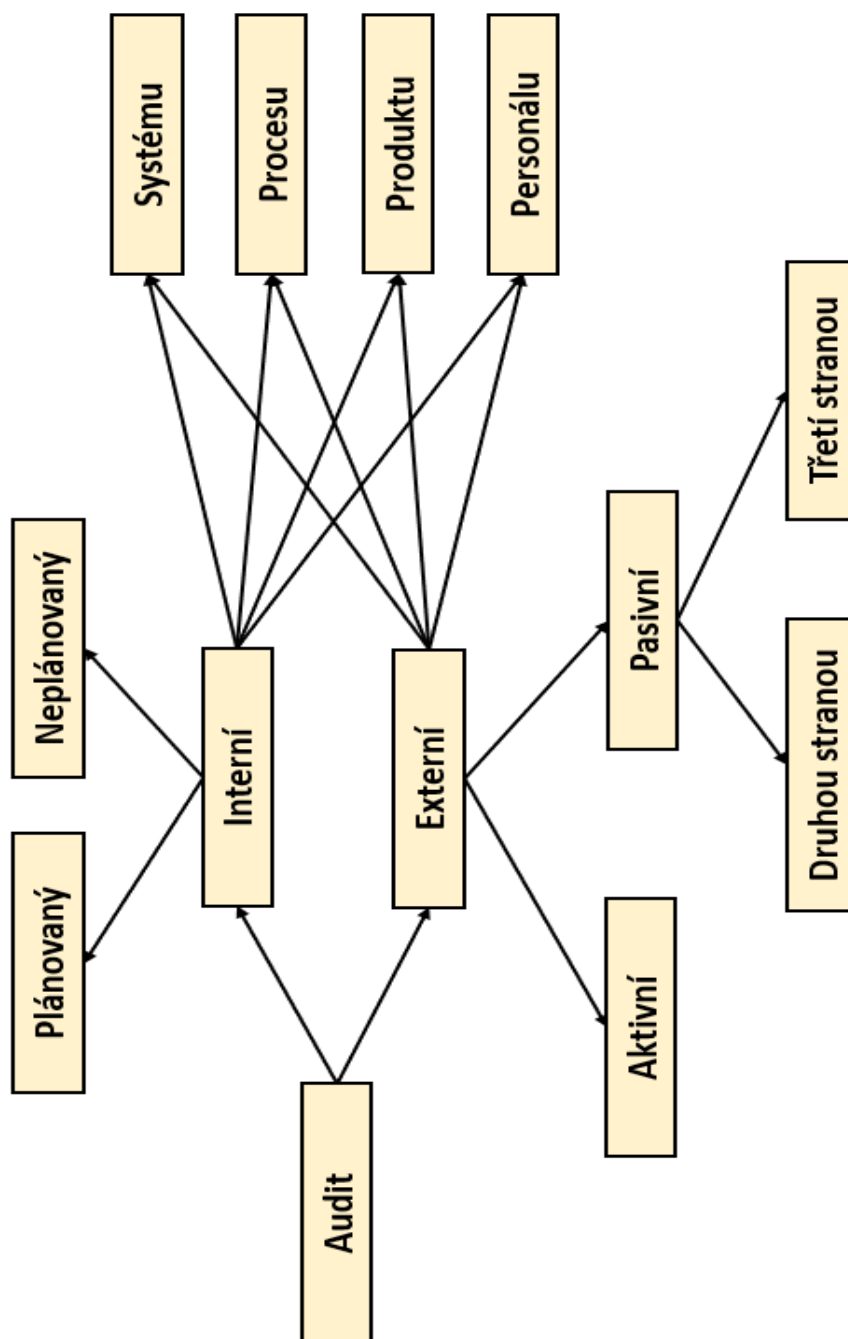 Audit
Interní
Externí
Plánovaný
Neplánovaný
Systému
Procesu
Produktu
Personálu
Aktivní
Pasivní
Druhou stranou
Třetí stranou